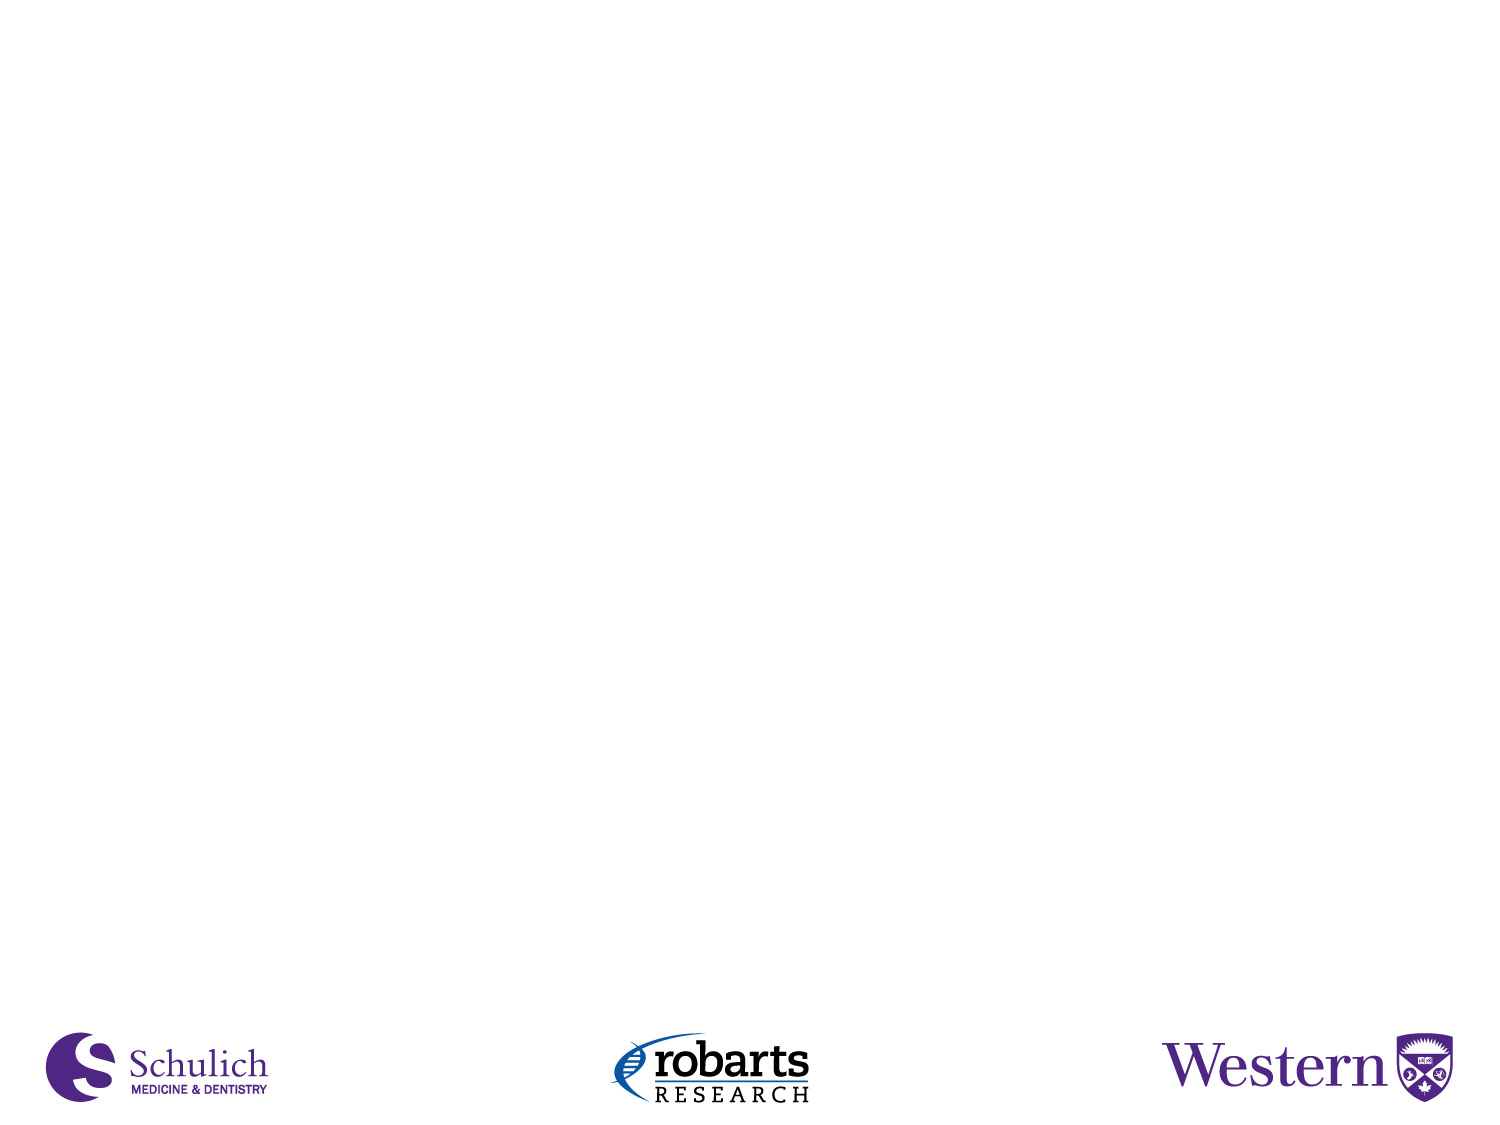 Schulich
MEDICINE & DENTISTRY
robarts
RESEARCH
Western